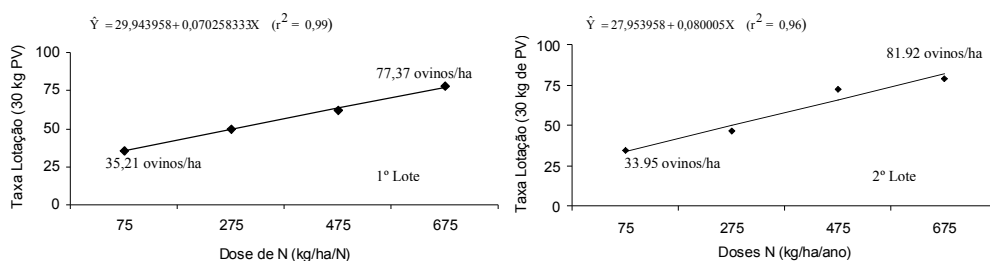 Ŷ = 29,943958 + 0,070258333X (r² = 0,99)
Taxa Lotação (30 kg PV)
100
75
50
25
0
77,37 ovinos/ha
35,21 ovinos/ha
1º Lote
75 275 475 675
Dose de N (kg/ha/N)
Ŷ = 27,953958 + 0,080005X (r² = 0,96)
Taxa Lotação (30 kg de PV)
100
75
50
25
0
81.92 ovinos/ha
33.95 ovinos/ha
2º Lote
75 275 475 675
Doses N (kg/ha/ano)